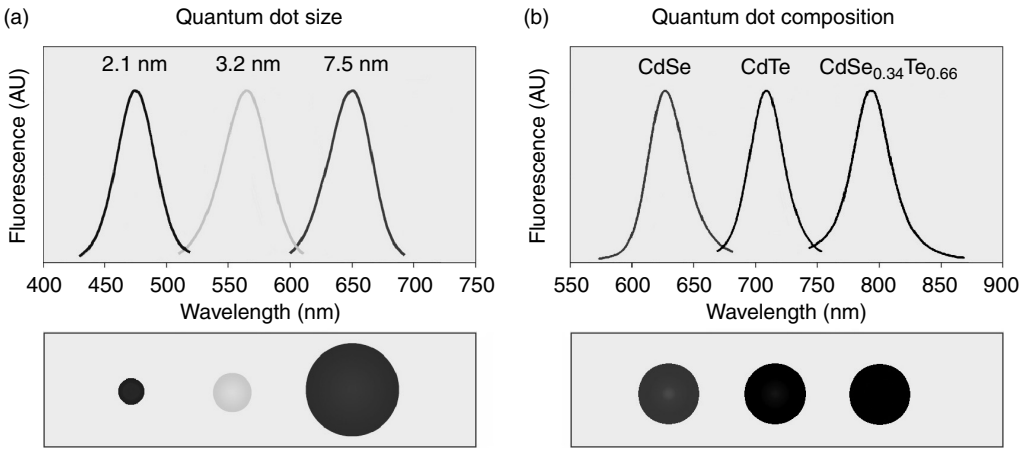 (a) Quantum dot size
2.1 nm 3.2 nm 7.5 nm
Fluorescence (AU)
400 450 500 550 600 650 700 750
Wavelength (nm)
(b) Quantum dot composition
CdSe CdTe CdSe₀.₃₄Te₀.₆₆
Fluorescence (AU)
550 600 650 700 750 800 850 900
Wavelength (nm)